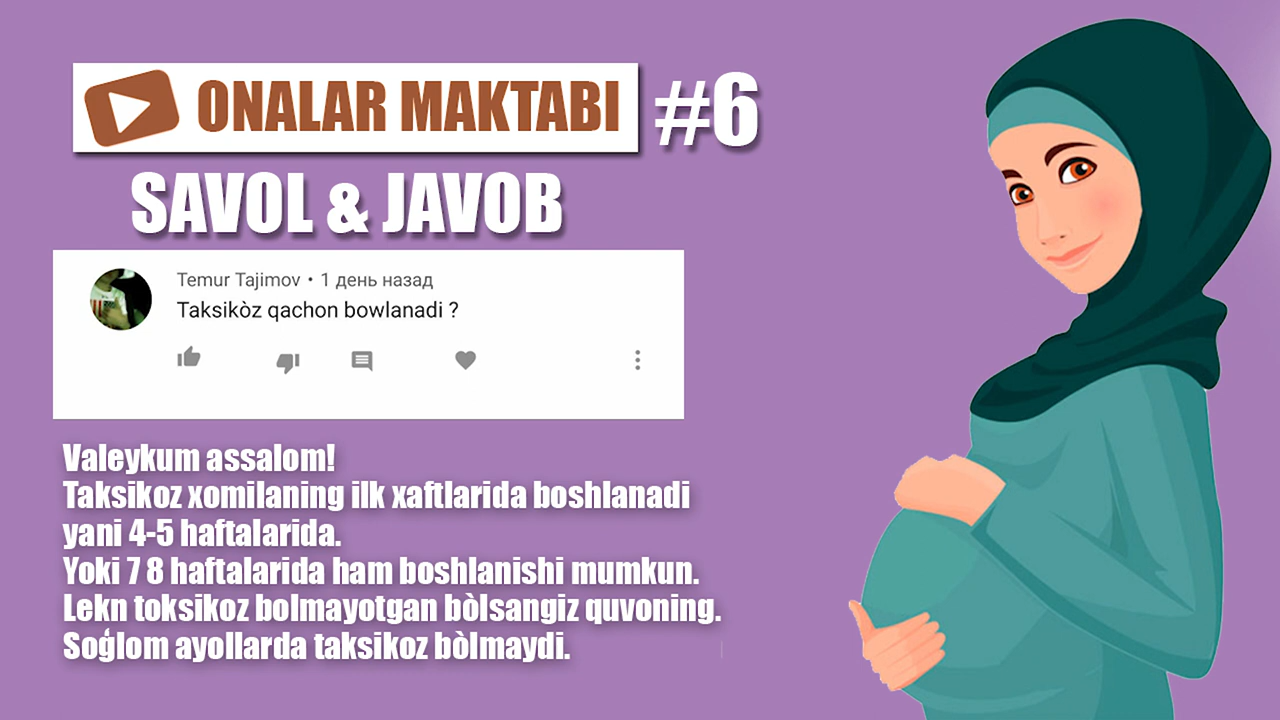 ONALAR MAKTABI #6
SAVOL & JAVOB
Temur Tajimov • 1 день назад
Taksikòz qachon bowlanadi ?
Valeykum assalom!
Taksikoz xomilaning ilk xaftlarida boshlanadi
yani 4-5 haftalarida.
Yoki 7 8 haftalarida ham boshlanishi mumkun.
Lekn toksikoz bolmayotgan bòlsangiz quvoning.
Soģlom ayollarda taksikoz bòlmaydi.